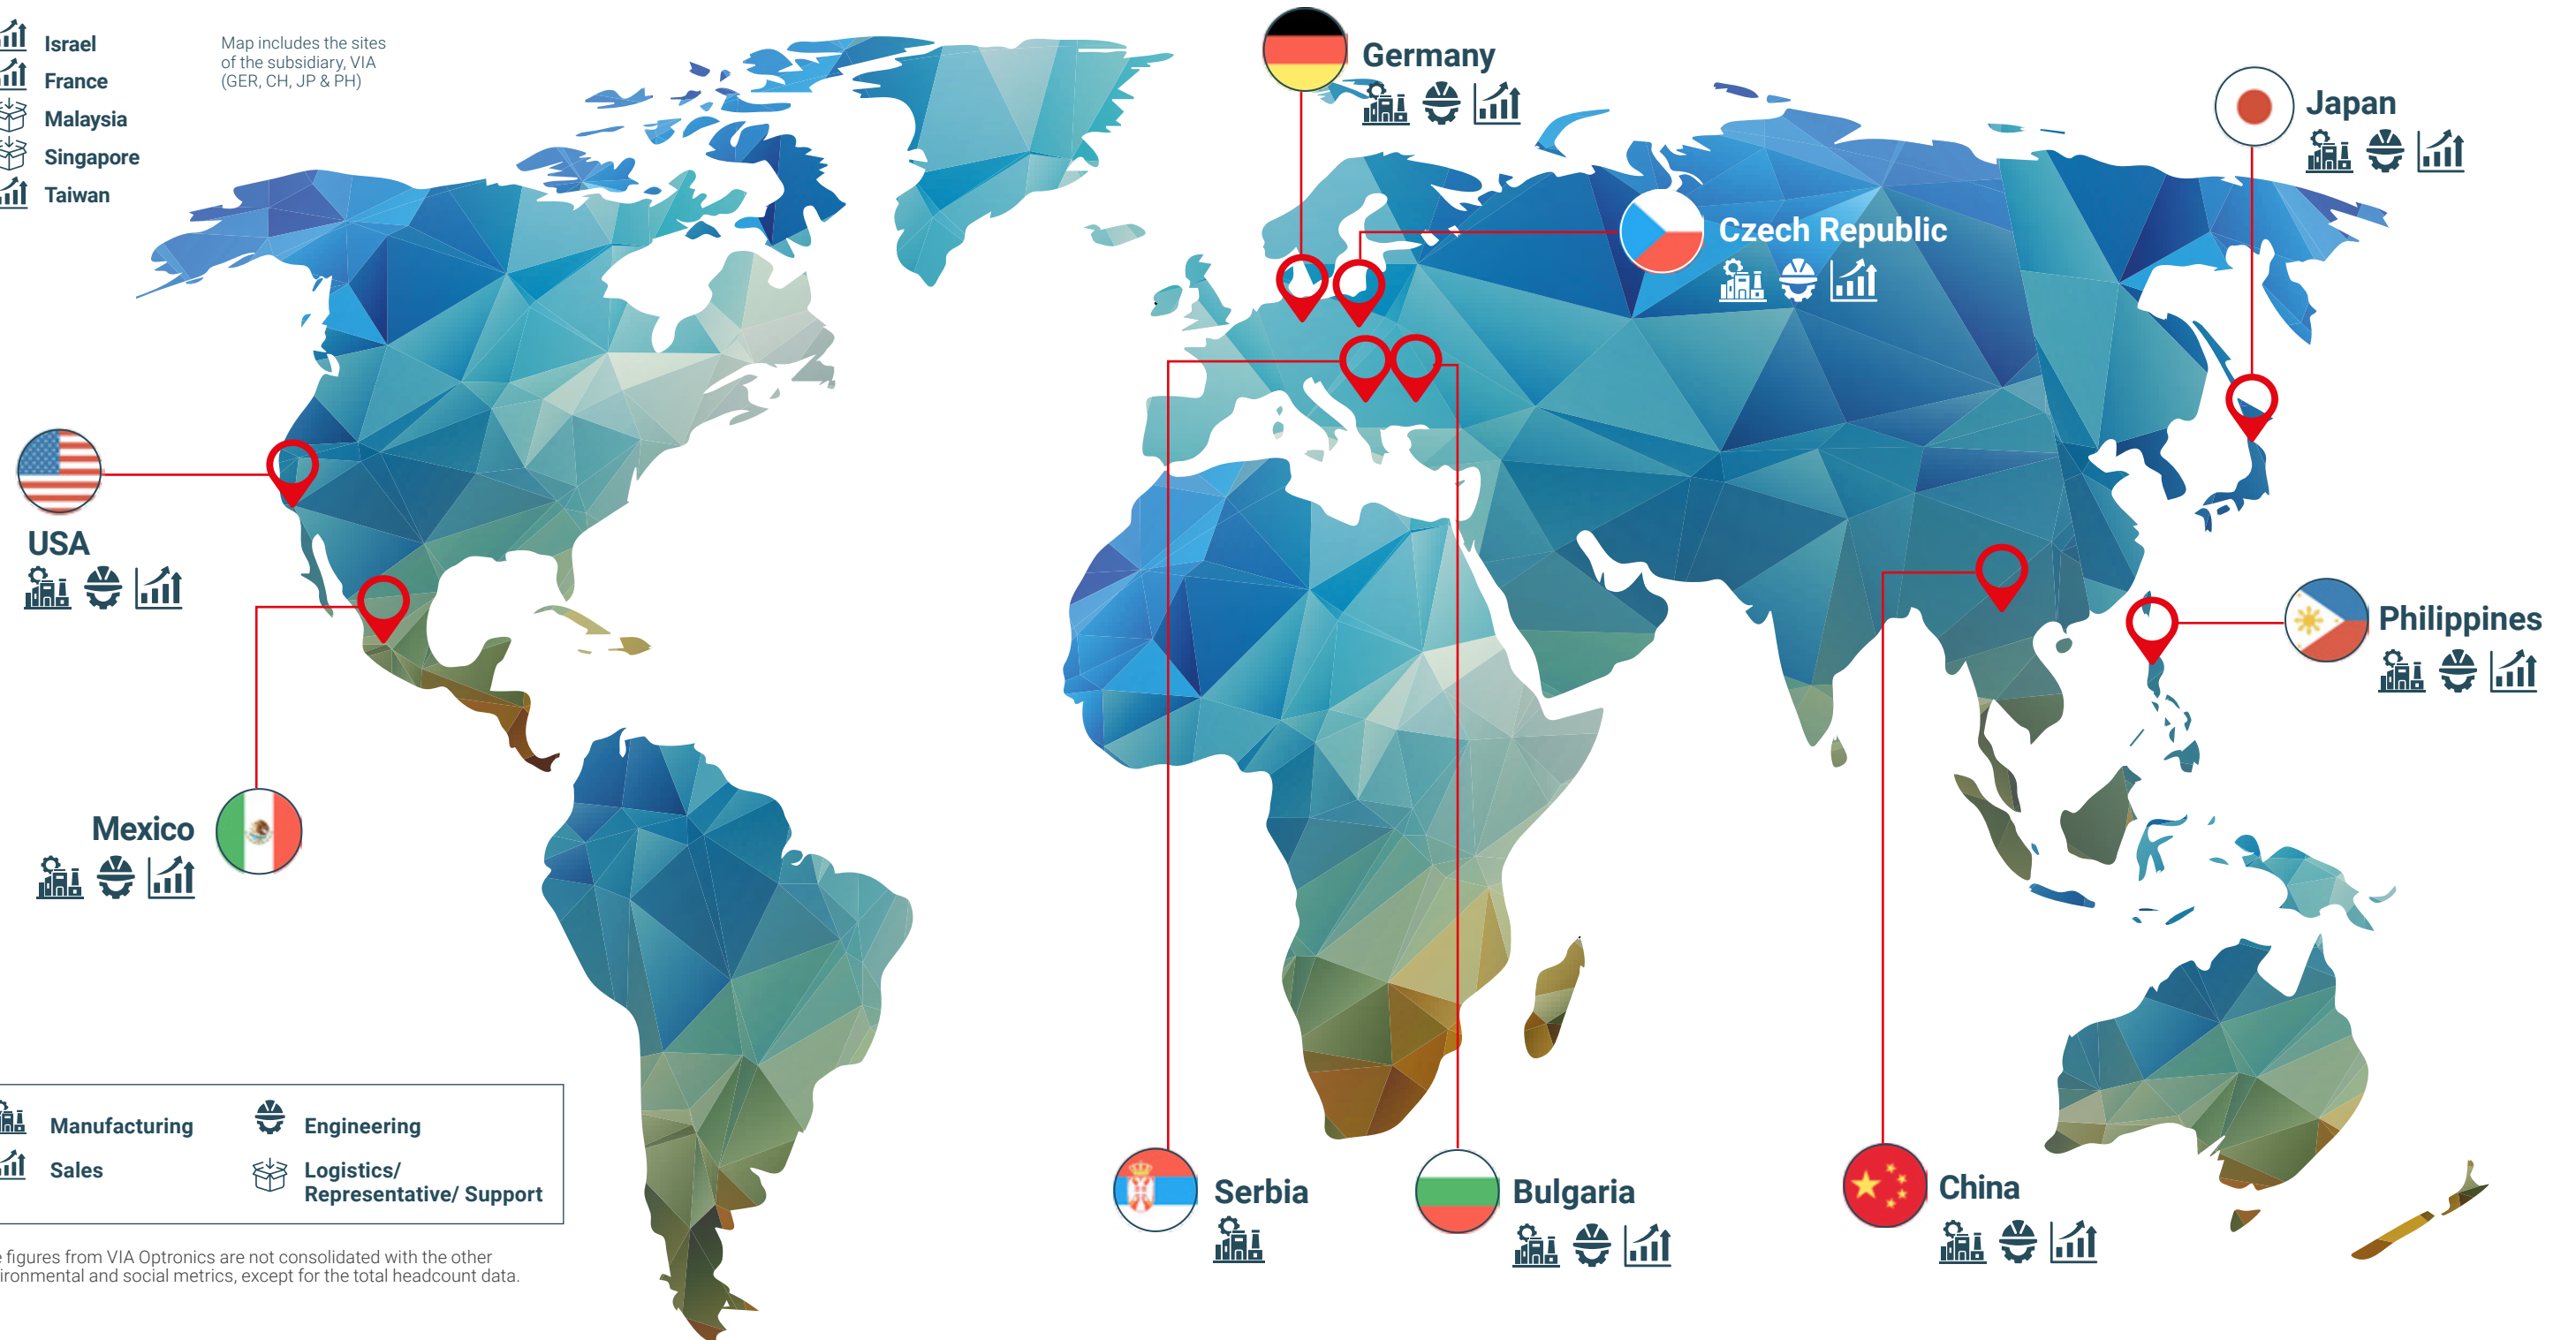 Israel
France
Malaysia
Singapore
Taiwan
Map includes the sites
of the subsidiary, VIA
(GER, CH, JP & PH)
Germany
Japan
Czech Republic
USA
Philippines
Mexico
Manufacturing
Engineering
Sales
Logistics/
Representative/ Support
Serbia
Bulgaria
China
figures from VIA Optronics are not consolidated with the other
and social metrics, except for the total headcount data.